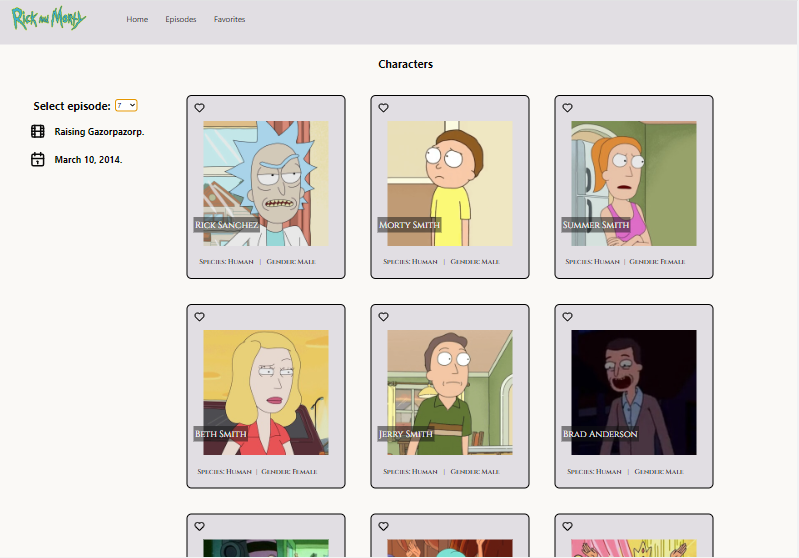 Rick and Morty
Home Episodes Favorites
Characters
Select episode: 7
Raising Gazorpazorp.
March 10, 2014.
Rick Sanchez
Species: Human | Gender: Male
Morty Smith
Species: Human | Gender: Male
Summer Smith
Species: Human | Gender: Female
Beth Smith
Species: Human | Gender: Female
Jerry Smith
Species: Human | Gender: Male
Brad Anderson
Species: Human | Gender: Male